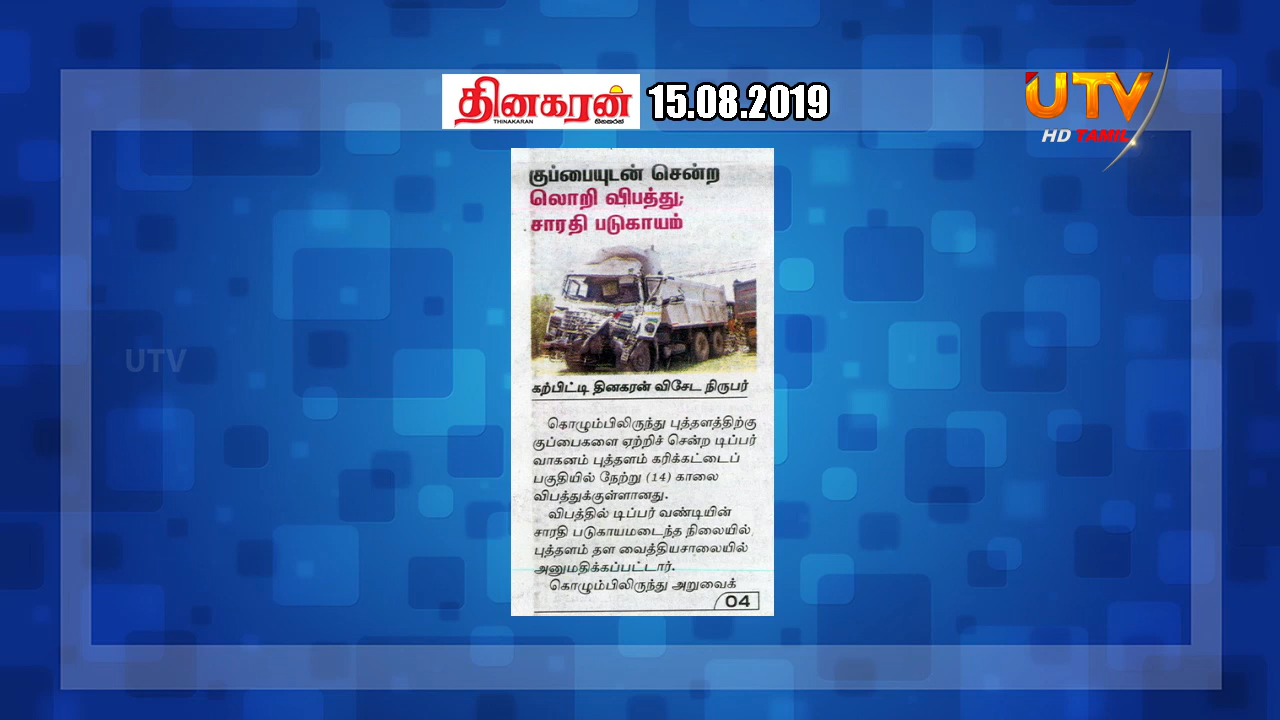 தினகரன்
THINAKARAN
15.08.2019
UTV
HD TAMIL
குப்பையுடன் சென்ற
லொறி விபத்து;
சாரதி படுகாயம்
UTV
கற்பிட்டி தினகரன் விசேட நிருபர்
கொழும்பிலிருந்து புத்தளத்திற்கு
குப்பைகளை ஏற்றிச் சென்ற டிப்பர்
வாகனம் புத்தளம் கரிக்கட்டைப்
பகுதியில் நேற்று (14) காலை
விபத்துக்குள்ளானது.
விபத்தில் டிப்பர் வண்டியின்
சாரதி படுகாயமடைந்த நிலையில்
புத்தளம் தள வைத்தியசாலையில்
அனுமதிக்கப்பட்டார்.
கொழும்பிலிருந்து அறுவைக்
04